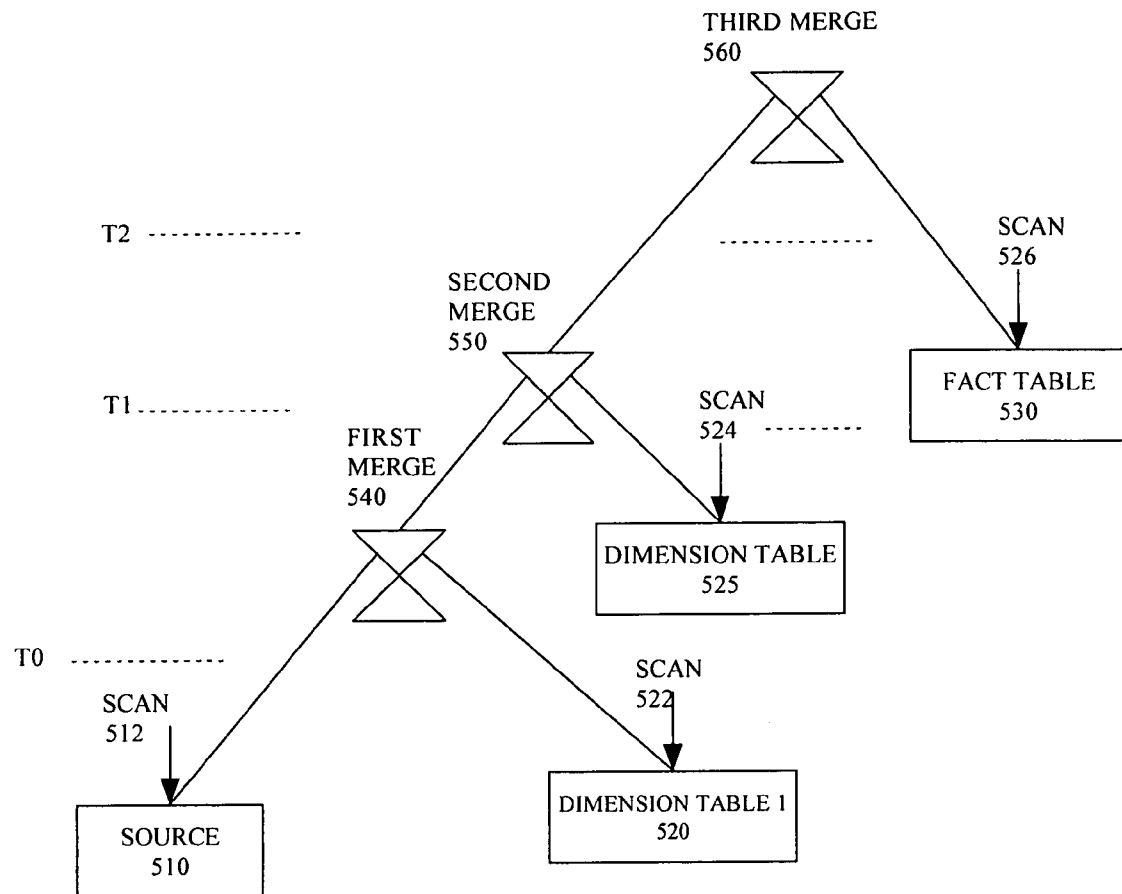 THIRD MERGE
560
T2
SCAN
526
SECOND
MERGE
550
FACT TABLE
530
T1
SCAN
524
FIRST
MERGE
540
DIMENSION TABLE
525
T0
SCAN
522
SCAN
512
DIMENSION TABLE 1
520
SOURCE
510